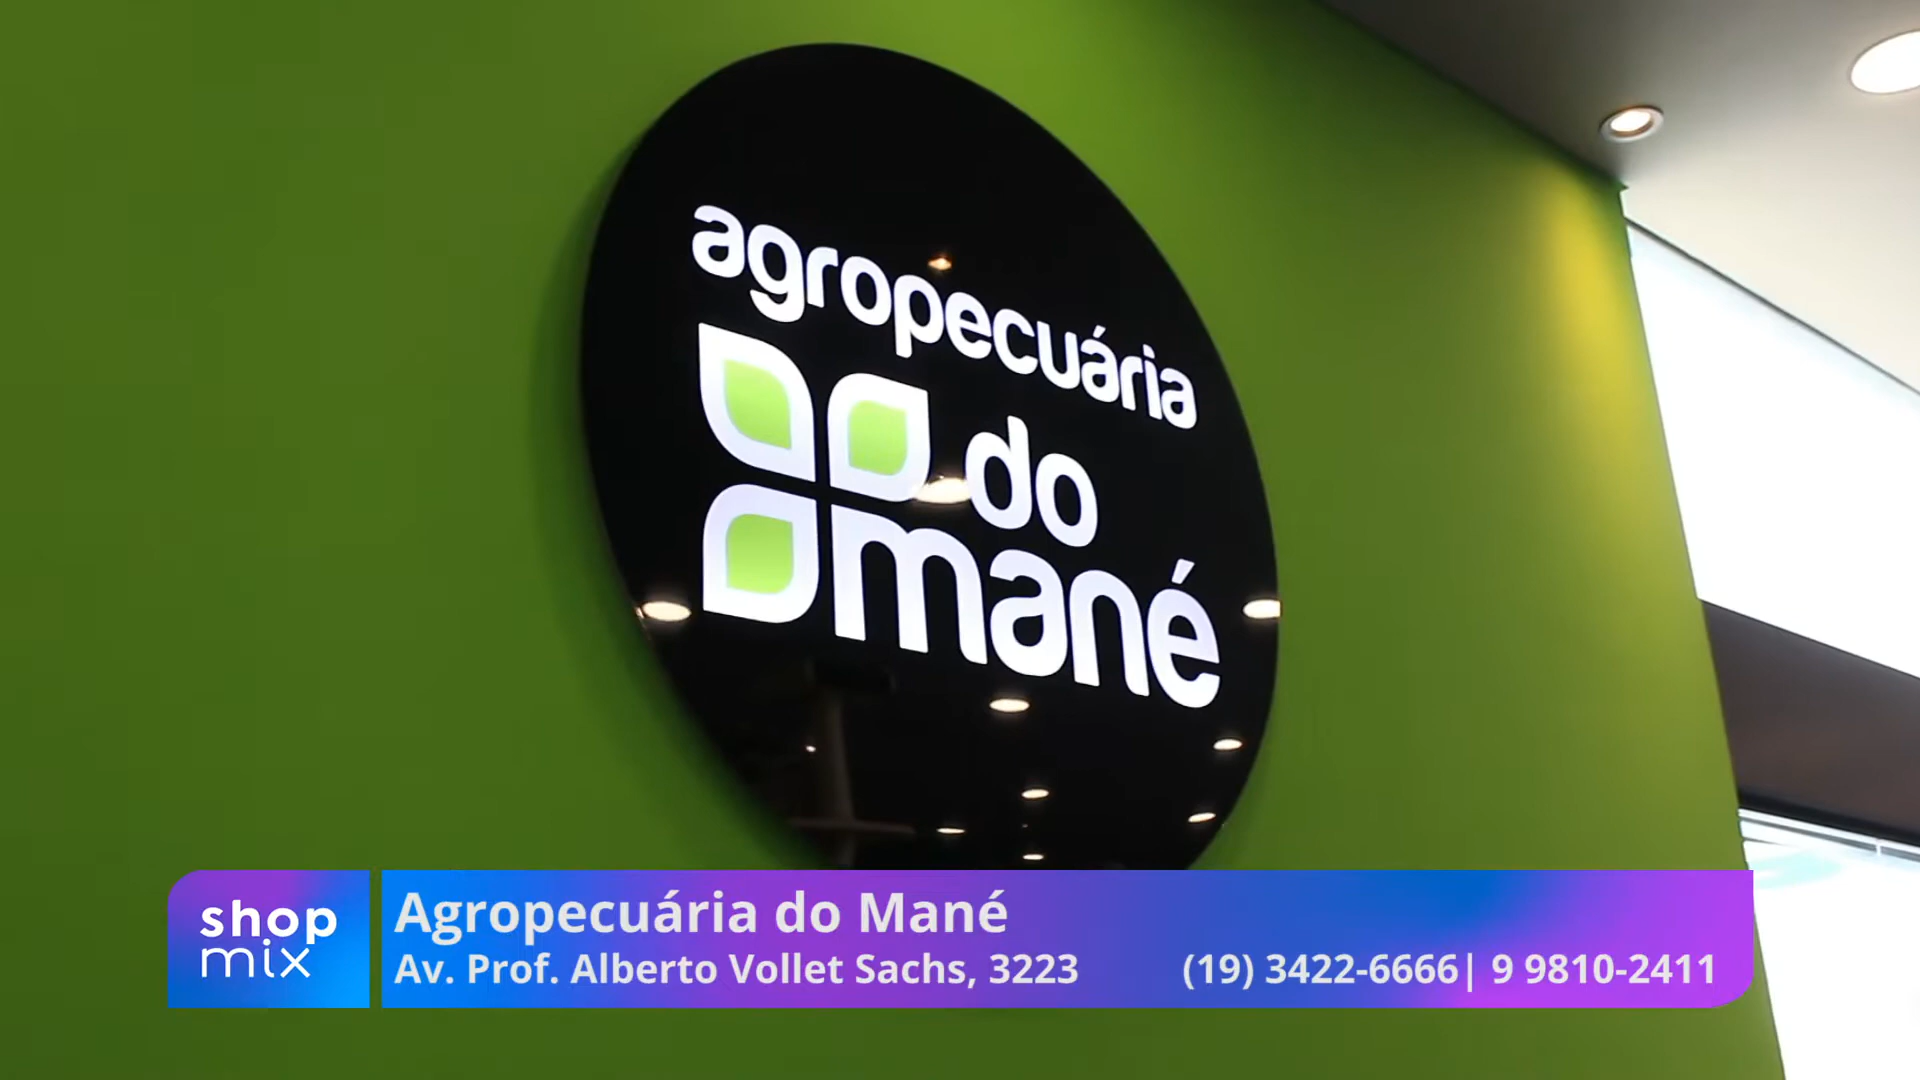 agropecuária
do
mané
shop
mix
Agropecuária do Mané
Av. Prof. Alberto Vollet Sachs, 3223
(19) 3422-6666| 9 9810-2411